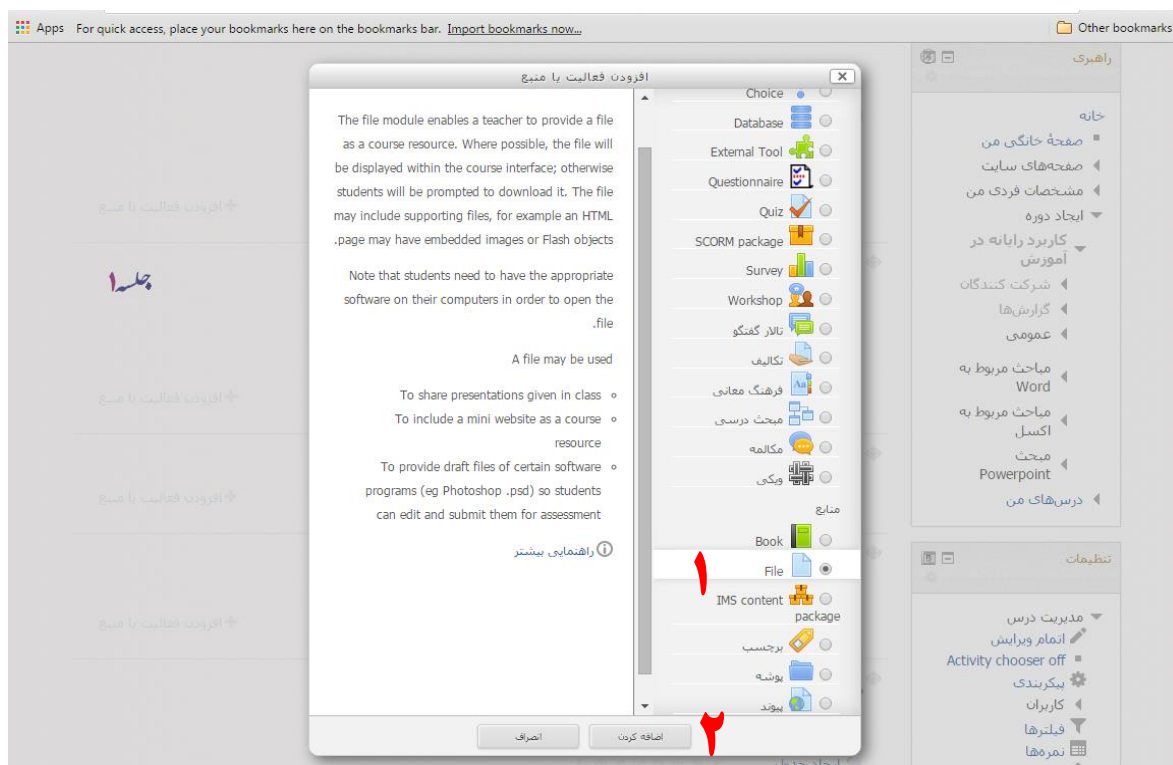 Apps For quick access, place your bookmarks here on the bookmarks bar. Import bookmarks now... Other bookmarks
راهبری
خانه
صفحهٔ خانگی من
صفحه‌های سایت
مشخصات فردی من
ایجاد دوره
کاربرد رایانه در
آموزش
شرکت کنندگان
گزارش‌ها
عمومی
مباحث مربوط به
Word
مباحث مربوط به
اکسل
مبحث
Powerpoint
درس‌های من
تنظیمات
مدیریت درس
اتمام ویرایش
Activity chooser off
پیکربندی
کاربران
فیلترها
نمره‌ها
افزودن فعالیت یا منبع
Choice
Database
External Tool
Questionnaire
Quiz
SCORM package
Survey
Workshop
تالار گفتگو
تکالیف
فرهنگ معانی
مبحث درسی
مکالمه
ویکی
منابع
Book
File
۱
IMS content
package
برچسب
پوشه
پیوند
The file module enables a teacher to provide a file
as a course resource. Where possible, the file will
be displayed within the course interface; otherwise
students will be prompted to download it. The file
may include supporting files, for example an HTML
.page may have embedded images or Flash objects
Note that students need to have the appropriate
software on their computers in order to open the
.file
A file may be used
To share presentations given in class
To include a mini website as a course
resource
To provide draft files of certain software
programs (eg Photoshop .psd) so students
can edit and submit them for assessment
راهنمایی بیشتر
اضافه کردن
۲
انصراف
افزودن فعالیت یا منبع
جلسه۱
افزودن فعالیت یا منبع
افزودن فعالیت یا منبع
افزودن فعالیت یا منبع